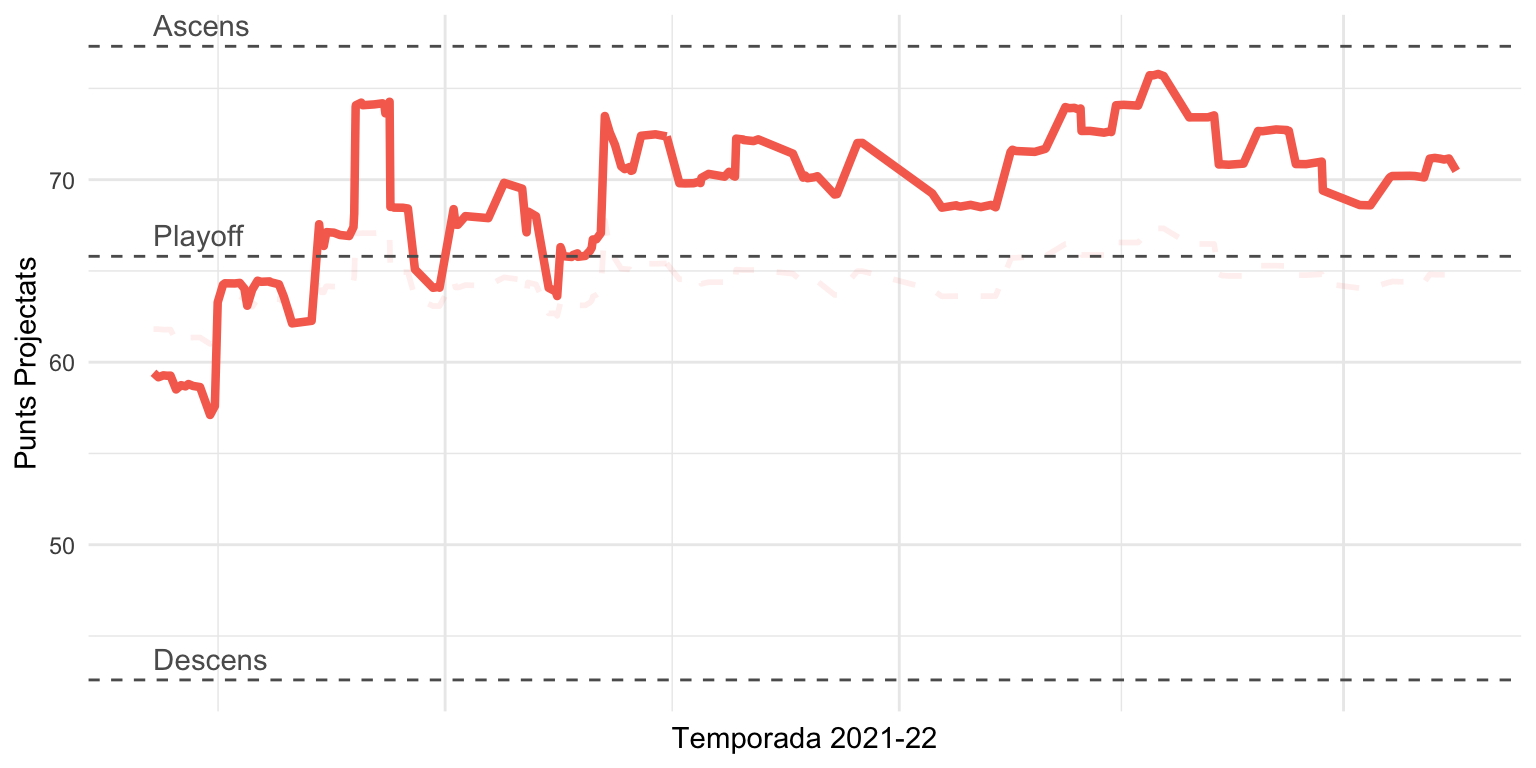 Ascens
70
Playoff
60
50
Descens
Punts Projectats
Temporada 2021-22